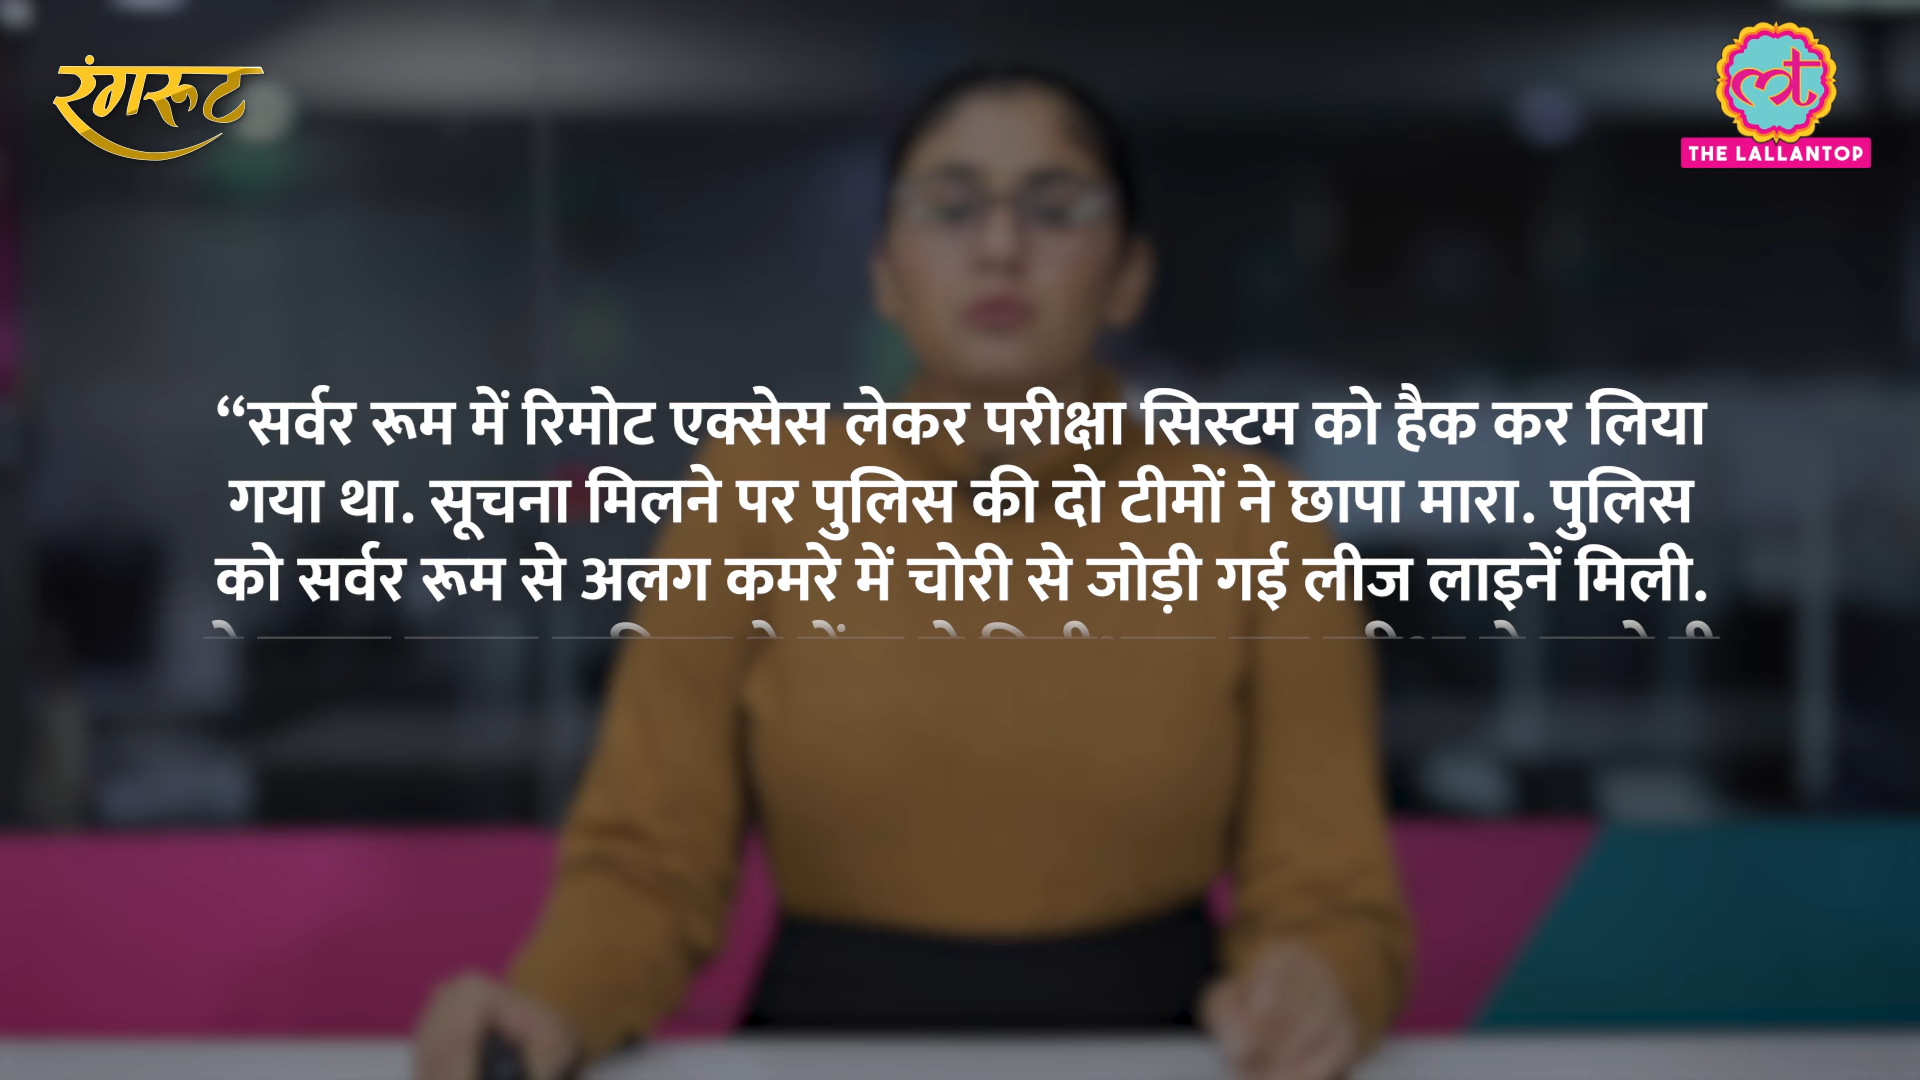 रंगरूट
THE LALLANTOP
“सर्वर रूम में रिमोट एक्सेस लेकर परीक्षा सिस्टम को हैक कर लिया
गया था. सूचना मिलने पर पुलिस की दो टीमों ने छापा मारा. पुलिस
को सर्वर रूम से अलग कमरे में चोरी से जोड़ी गई लीज लाइनें मिली.